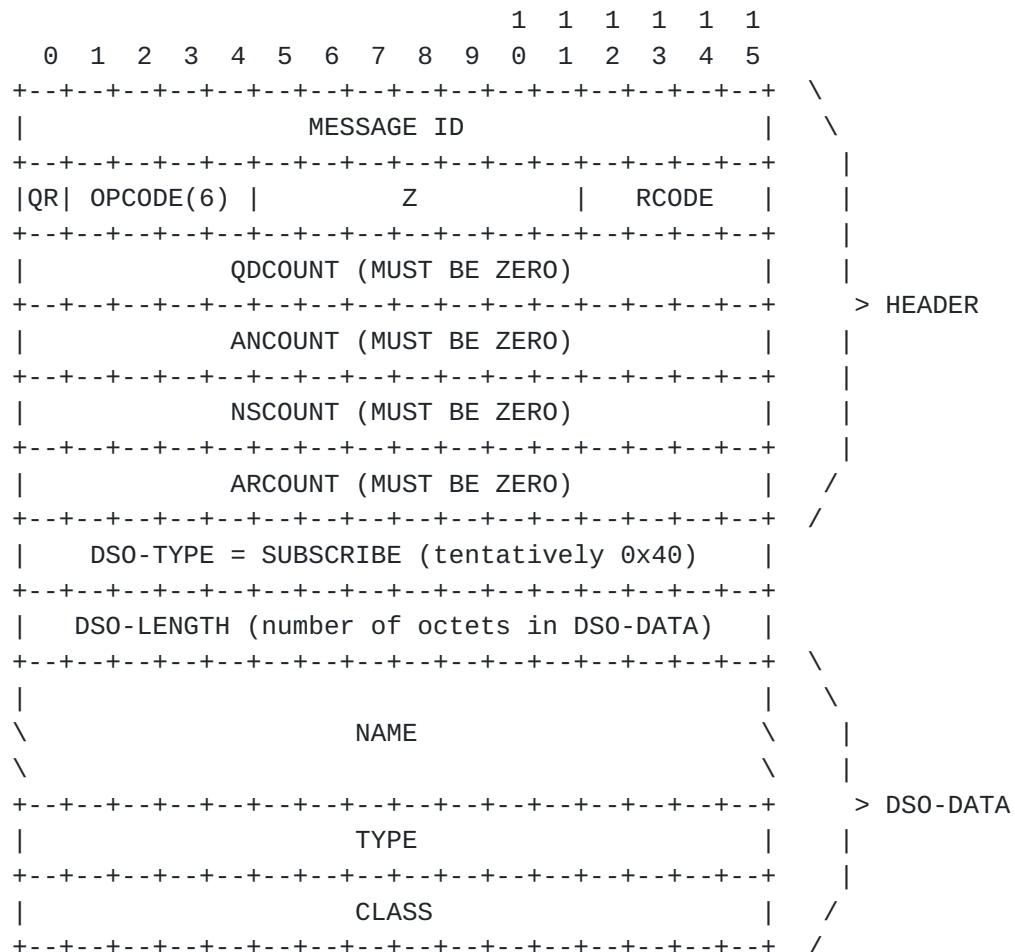 1  1  1  1  1  1
  0  1  2  3  4  5  6  7  8  9  0  1  2  3  4  5
+--+--+--+--+--+--+--+--+--+--+--+--+--+--+--+--+  \
|                  MESSAGE ID                   |   \
+--+--+--+--+--+--+--+--+--+--+--+--+--+--+--+--+    |
|QR| OPCODE(6) |         Z          |   RCODE   |    |
+--+--+--+--+--+--+--+--+--+--+--+--+--+--+--+--+    |
|             QDCOUNT (MUST BE ZERO)            |    |
+--+--+--+--+--+--+--+--+--+--+--+--+--+--+--+--+     > HEADER
|             ANCOUNT (MUST BE ZERO)            |    |
+--+--+--+--+--+--+--+--+--+--+--+--+--+--+--+--+    |
|             NSCOUNT (MUST BE ZERO)            |    |
+--+--+--+--+--+--+--+--+--+--+--+--+--+--+--+--+    |
|             ARCOUNT (MUST BE ZERO)            |   /
+--+--+--+--+--+--+--+--+--+--+--+--+--+--+--+--+  /
|    DSO-TYPE = SUBSCRIBE (tentatively 0x40)    |
+--+--+--+--+--+--+--+--+--+--+--+--+--+--+--+--+
|   DSO-LENGTH (number of octets in DSO-DATA)   |
+--+--+--+--+--+--+--+--+--+--+--+--+--+--+--+--+  \
|                                               |   \
\                     NAME                      \    |
\                                               \    |
+--+--+--+--+--+--+--+--+--+--+--+--+--+--+--+--+     > DSO-DATA
|                     TYPE                      |    |
+--+--+--+--+--+--+--+--+--+--+--+--+--+--+--+--+    |
|                     CLASS                     |   /
+--+--+--+--+--+--+--+--+--+--+--+--+--+--+--+--+  /